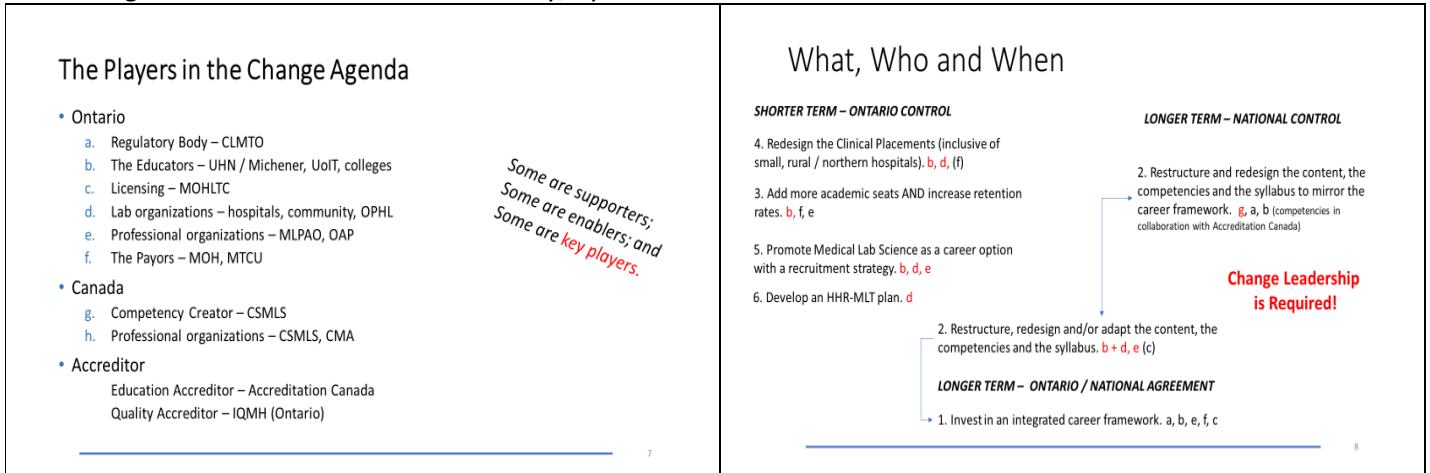 The Players in the Change Agenda
• Ontario
a. Regulatory Body – CLMTO
b. The Educators – UHN / Michener, UoIT, colleges
c. Licensing – MOHLTC
d. Lab organizations – hospitals, community, OPHL
e. Professional organizations – MLPAO, OAP
f. The Payors – MOH, MTCU
• Canada
g. Competency Creator – CSMLS
h. Professional organizations – CSMLS, CMA
• Accreditor
Education Accreditor – Accreditation Canada
Quality Accreditor – IQMH (Ontario)
Some are supporters;
Some are enablers; and
Some are key players.
7
What, Who and When
SHORTER TERM – ONTARIO CONTROL
4. Redesign the Clinical Placements (inclusive of
small, rural / northern hospitals). b, d, (f)
3. Add more academic seats AND increase retention
rates. b, f, e
5. Promote Medical Lab Science as a career option
with a recruitment strategy. b, d, e
6. Develop an HHR-MLT plan. d
LONGER TERM – NATIONAL CONTROL
2. Restructure and redesign the content, the
competencies and the syllabus to mirror the
career framework. g, a, b (competencies in
collaboration with Accreditation Canada)
Change Leadership
is Required!
2. Restructure, redesign and/or adapt the content, the
competencies and the syllabus. b + d, e (c)
LONGER TERM – ONTARIO / NATIONAL AGREEMENT
1. Invest in an integrated career framework. a, b, e, f, c
8